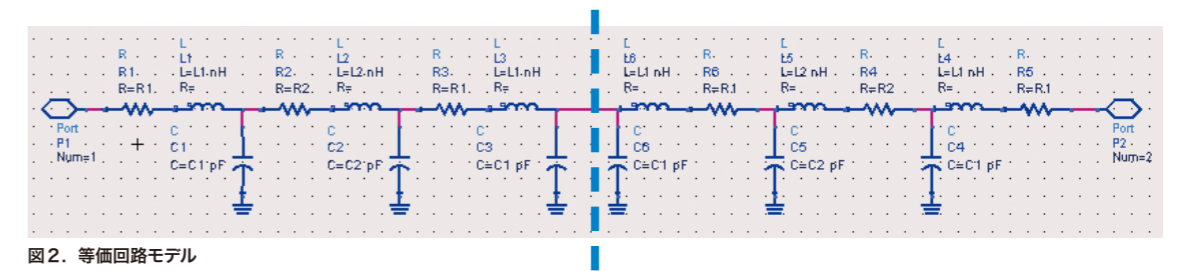 R
R1
R=R1
L
L1
L=L1 nH
R=
C
C1
C=C1 pF
R
R2
R=R2
L
L2
L=L2 nH
R=
C
C2
C=C2 pF
R
R3
R=R1
L
L3
L=L1 nH
R=
C
C3
C=C1 pF
L
L6
L=L1 nH
R=
C
C6
C=C1 pF
R
R6
R=R1
L
L5
L=L2 nH
R=
C
C5
C=C2 pF
R
R4
R=R2
L
L4
L=L1 nH
R=
C
C4
C=C1 pF
R
R5
R=R1
Port
P1
Num=1
Port
P2
Num=2
図2. 等価回路モデル